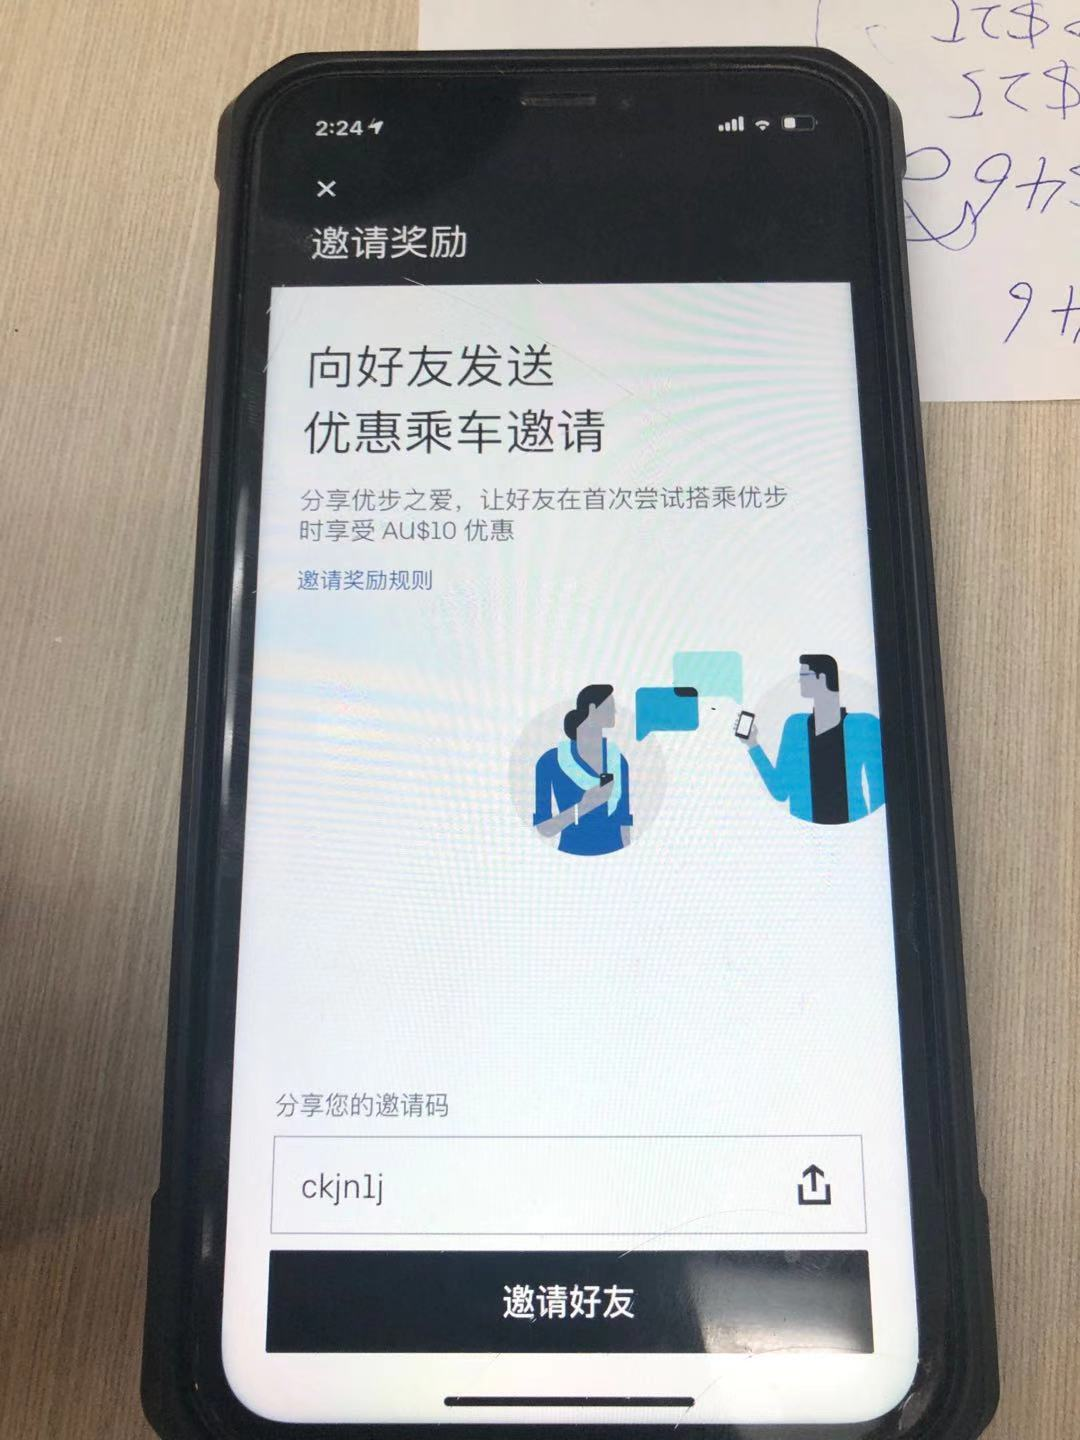 2:24
邀请奖励
向好友发送
优惠乘车邀请
分享优步之爱，让好友在首次尝试搭乘优步
时享受 AU$10 优惠
邀请奖励规则
分享您的邀请码
ckjn1j
邀请好友